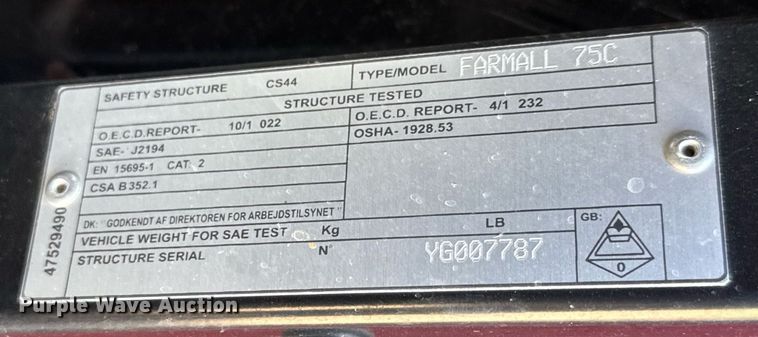 SAFETY STRUCTURE CS44 TYPE/MODEL FARMALL 75C
STRUCTURE TESTED
O.E.C.D.REPORT- 10/1 022 O.E.C.D. REPORT- 4/1 232
SAE- J2194 OSHA- 1928.53
EN 15695-1 CAT. 2
CSA B352.1
DK: "GODKENDT AF DIREKTOREN FOR ARBEJDSTILSYNET"
VEHICLE WEIGHT FOR SAE TEST Kg LB GB:
STRUCTURE SERIAL N° YG007787
0
47529490
Purple Wave Auction